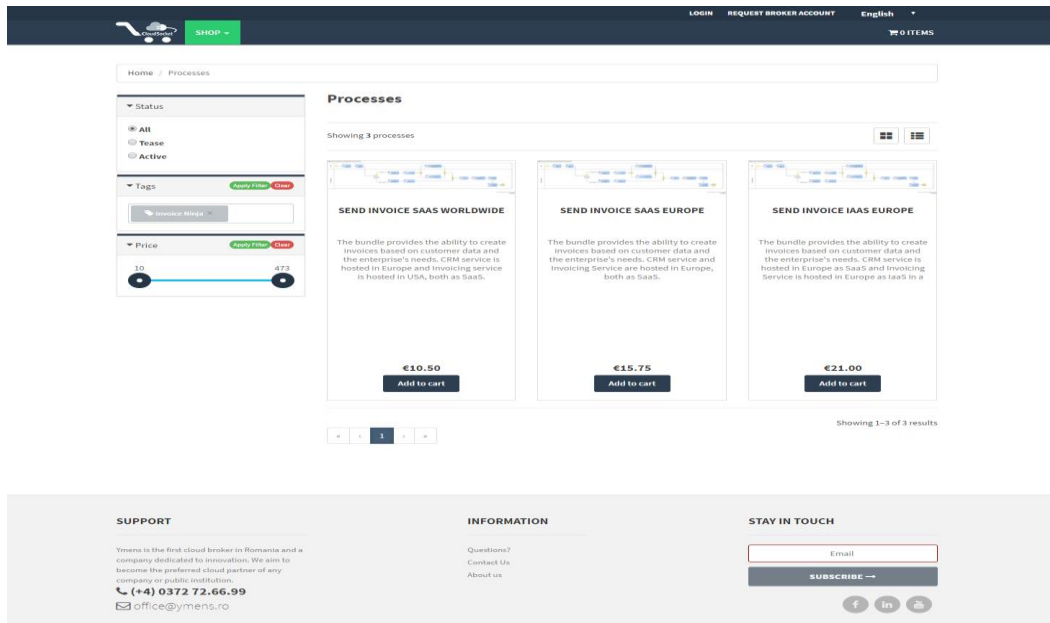 LOGIN REQUEST BROKER ACCOUNT English
CloudSocket SHOP 0 ITEMS
Home / Processes
Status
All
Tease
Active
Tags Apply Filter Clear
Invoice Ninja ×
Price Apply Filter Clear
10 473
Processes
Showing 3 processes
SEND INVOICE SAAS WORLDWIDE
The bundle provides the ability to create
invoices based on customer data and
the enterprise's needs. CRM service is
hosted in Europe and Invoicing service
is hosted in USA, both as SaaS.
€10.50
Add to cart
SEND INVOICE SAAS EUROPE
The bundle provides the ability to create
invoices based on customer data and
the enterprise's needs. CRM service and
Invoicing Service are hosted in Europe,
both as SaaS.
€15.75
Add to cart
SEND INVOICE IAAS EUROPE
The bundle provides the ability to create
invoices based on customer data and
the enterprise's needs. CRM service is
hosted in Europe as SaaS and Invoicing
Service is hosted in Europe as IaaS in a
€21.00
Add to cart
« ‹ 1 › »
Showing 1–3 of 3 results
SUPPORT
Ymens is the first cloud broker in Romania and a
company dedicated to innovation. We aim to
become the preferred cloud partner of any
company or public institution.
(+4) 0372 72.66.99
office@ymens.ro
INFORMATION
Questions?
Contact Us
About us
STAY IN TOUCH
Email
SUBSCRIBE →